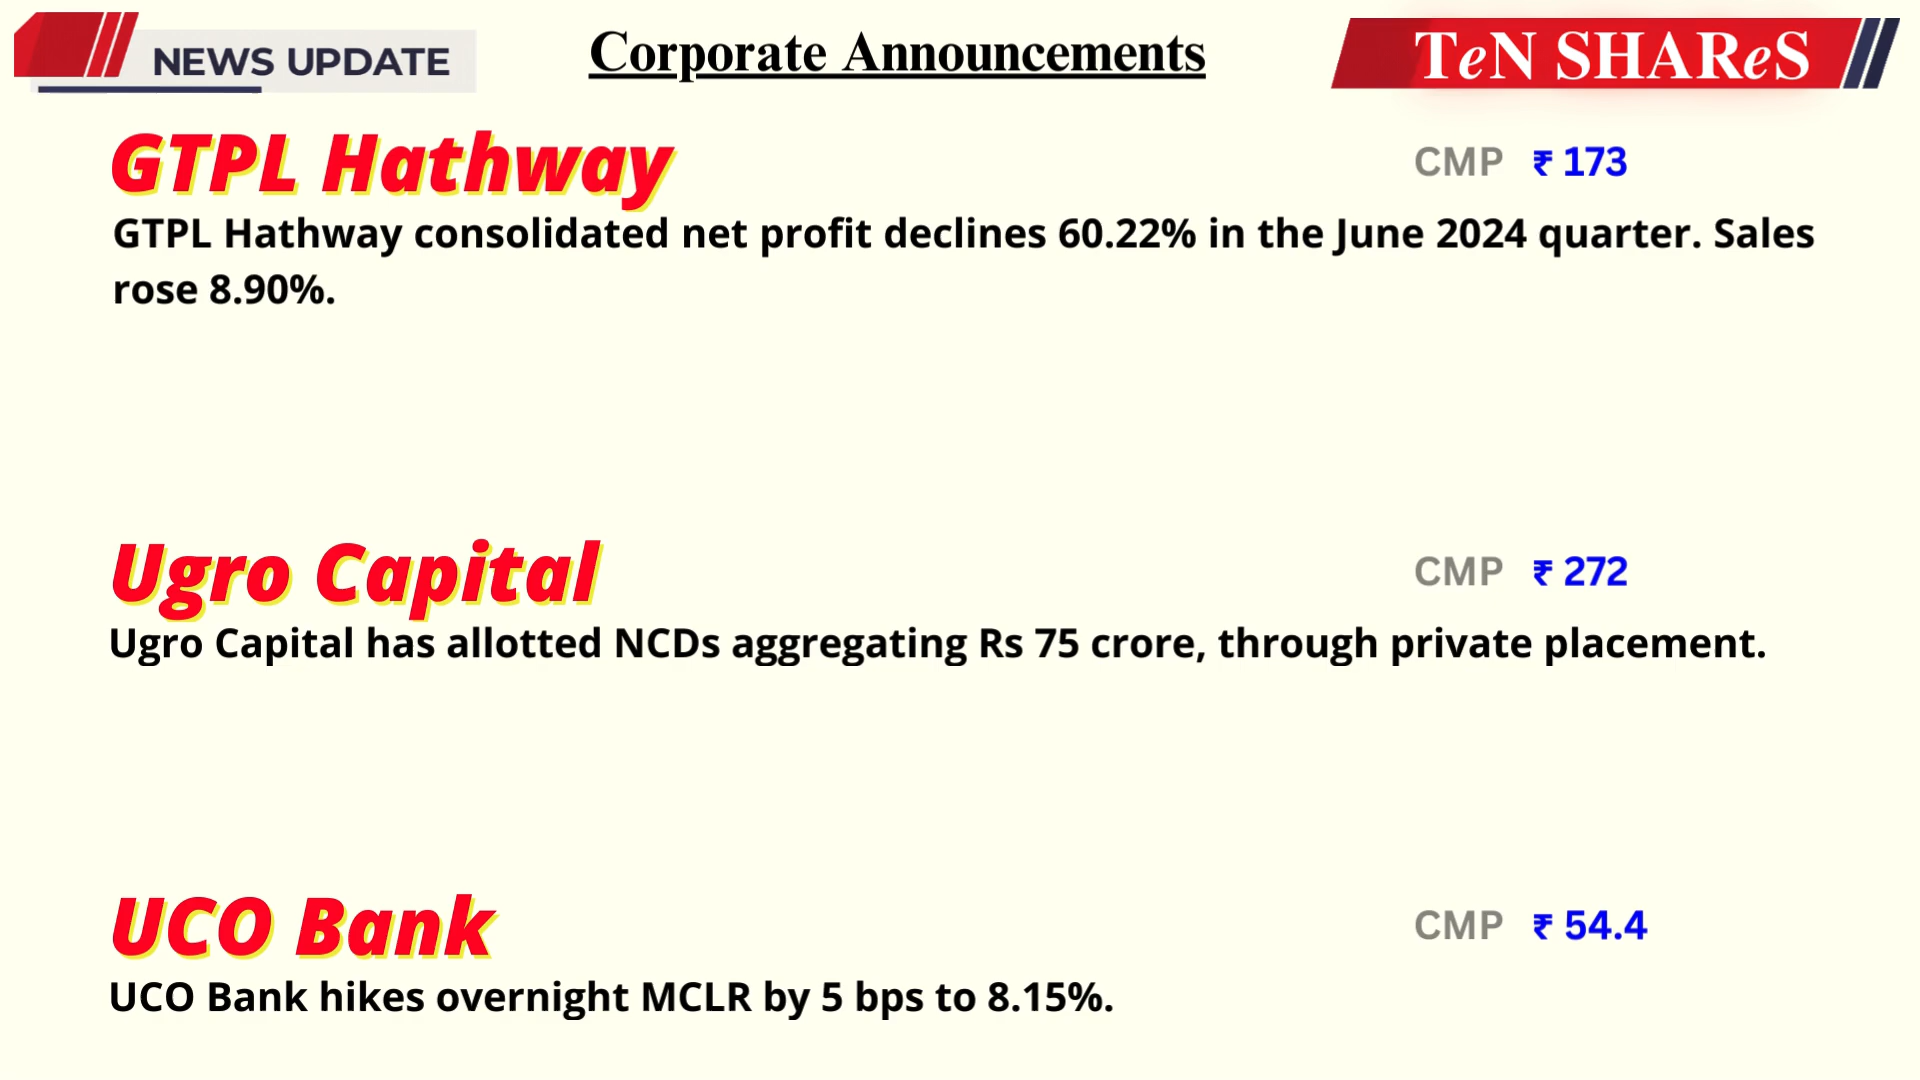 NEWS UPDATE
Corporate Announcements
TeN SHAReS
GTPL Hathway
CMP ₹ 173
GTPL Hathway consolidated net profit declines 60.22% in the June 2024 quarter. Sales
rose 8.90%.
Ugro Capital
CMP ₹ 272
Ugro Capital has allotted NCDs aggregating Rs 75 crore, through private placement.
UCO Bank
CMP ₹ 54.4
UCO Bank hikes overnight MCLR by 5 bps to 8.15%.